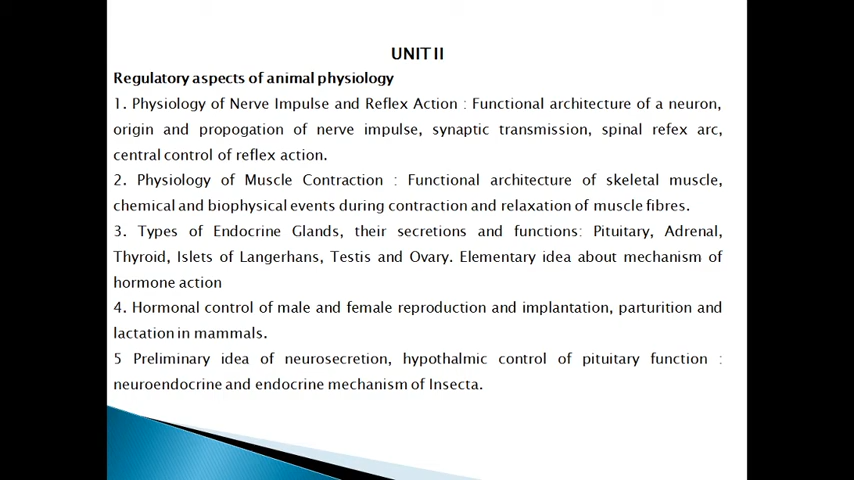 UNIT II
Regulatory aspects of animal physiology
1. Physiology of Nerve Impulse and Reflex Action : Functional architecture of a neuron,
origin and propogation of nerve impulse, synaptic transmission, spinal refex arc,
central control of reflex action.
2. Physiology of Muscle Contraction : Functional architecture of skeletal muscle,
chemical and biophysical events during contraction and relaxation of muscle fibres.
3. Types of Endocrine Glands, their secretions and functions: Pituitary, Adrenal,
Thyroid, Islets of Langerhans, Testis and Ovary. Elementary idea about mechanism of
hormone action
4. Hormonal control of male and female reproduction and implantation, parturition and
lactation in mammals.
5 Preliminary idea of neurosecretion, hypothalmic control of pituitary function :
neuroendocrine and endocrine mechanism of Insecta.